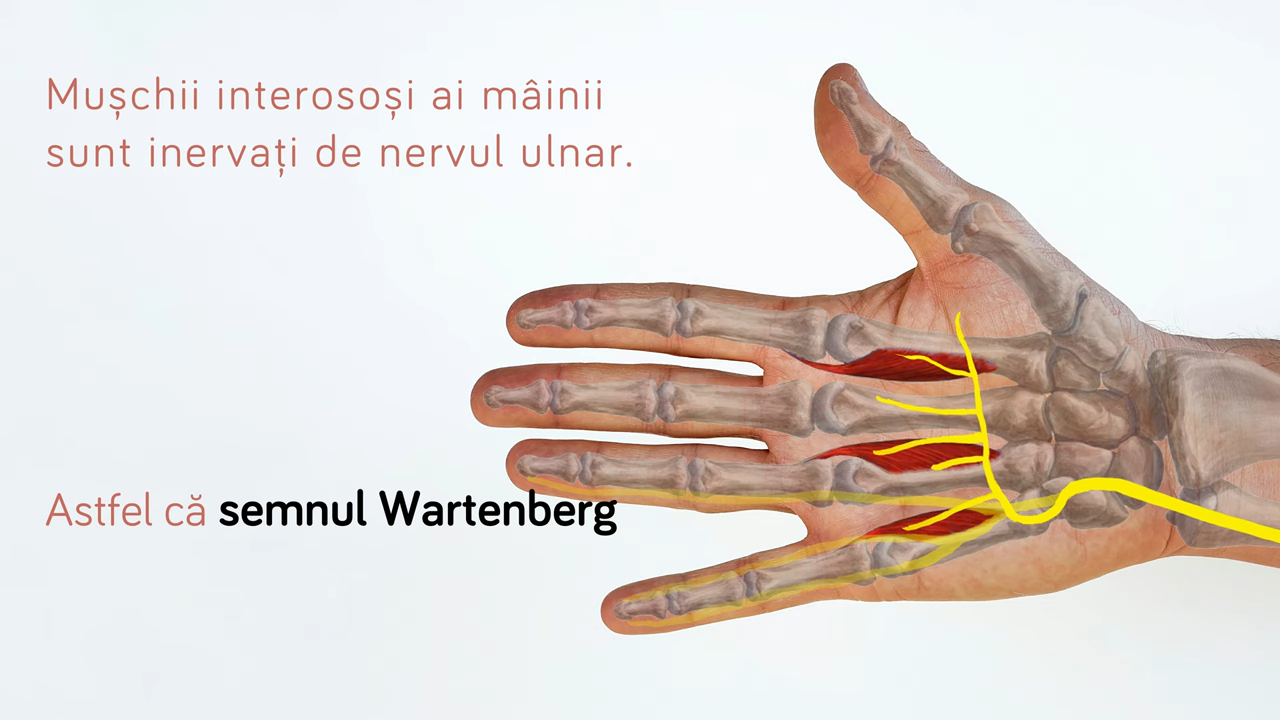 Mușchii interosoși ai mâinii
sunt inervați de nervul ulnar.
Astfel că semnul Wartenberg